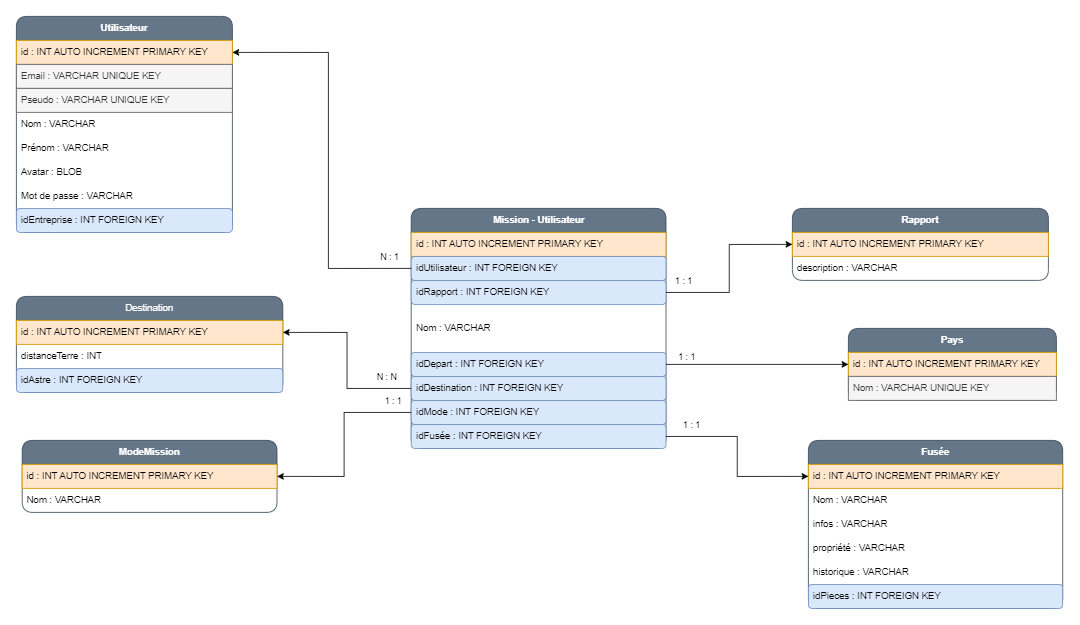 Utilisateur
id : INT AUTO INCREMENT PRIMARY KEY
Email : VARCHAR UNIQUE KEY
Pseudo : VARCHAR UNIQUE KEY
Nom : VARCHAR
Prénom : VARCHAR
Avatar : BLOB
Mot de passe : VARCHAR
idEntreprise : INT FOREIGN KEY
Mission - Utilisateur
id : INT AUTO INCREMENT PRIMARY KEY
idUtilisateur : INT FOREIGN KEY
idRapport : INT FOREIGN KEY
Nom : VARCHAR
idDepart : INT FOREIGN KEY
idDestination : INT FOREIGN KEY
idMode : INT FOREIGN KEY
idFusée : INT FOREIGN KEY
N : 1
1 : 1
1 : 1
N : N
1 : 1
1 : 1
Rapport
id : INT AUTO INCREMENT PRIMARY KEY
description : VARCHAR
Destination
id : INT AUTO INCREMENT PRIMARY KEY
distanceTerre : INT
idAstre : INT FOREIGN KEY
Pays
id : INT AUTO INCREMENT PRIMARY KEY
Nom : VARCHAR UNIQUE KEY
ModeMission
id : INT AUTO INCREMENT PRIMARY KEY
Nom : VARCHAR
Fusée
id : INT AUTO INCREMENT PRIMARY KEY
Nom : VARCHAR
infos : VARCHAR
propriété : VARCHAR
historique : VARCHAR
idPieces : INT FOREIGN KEY